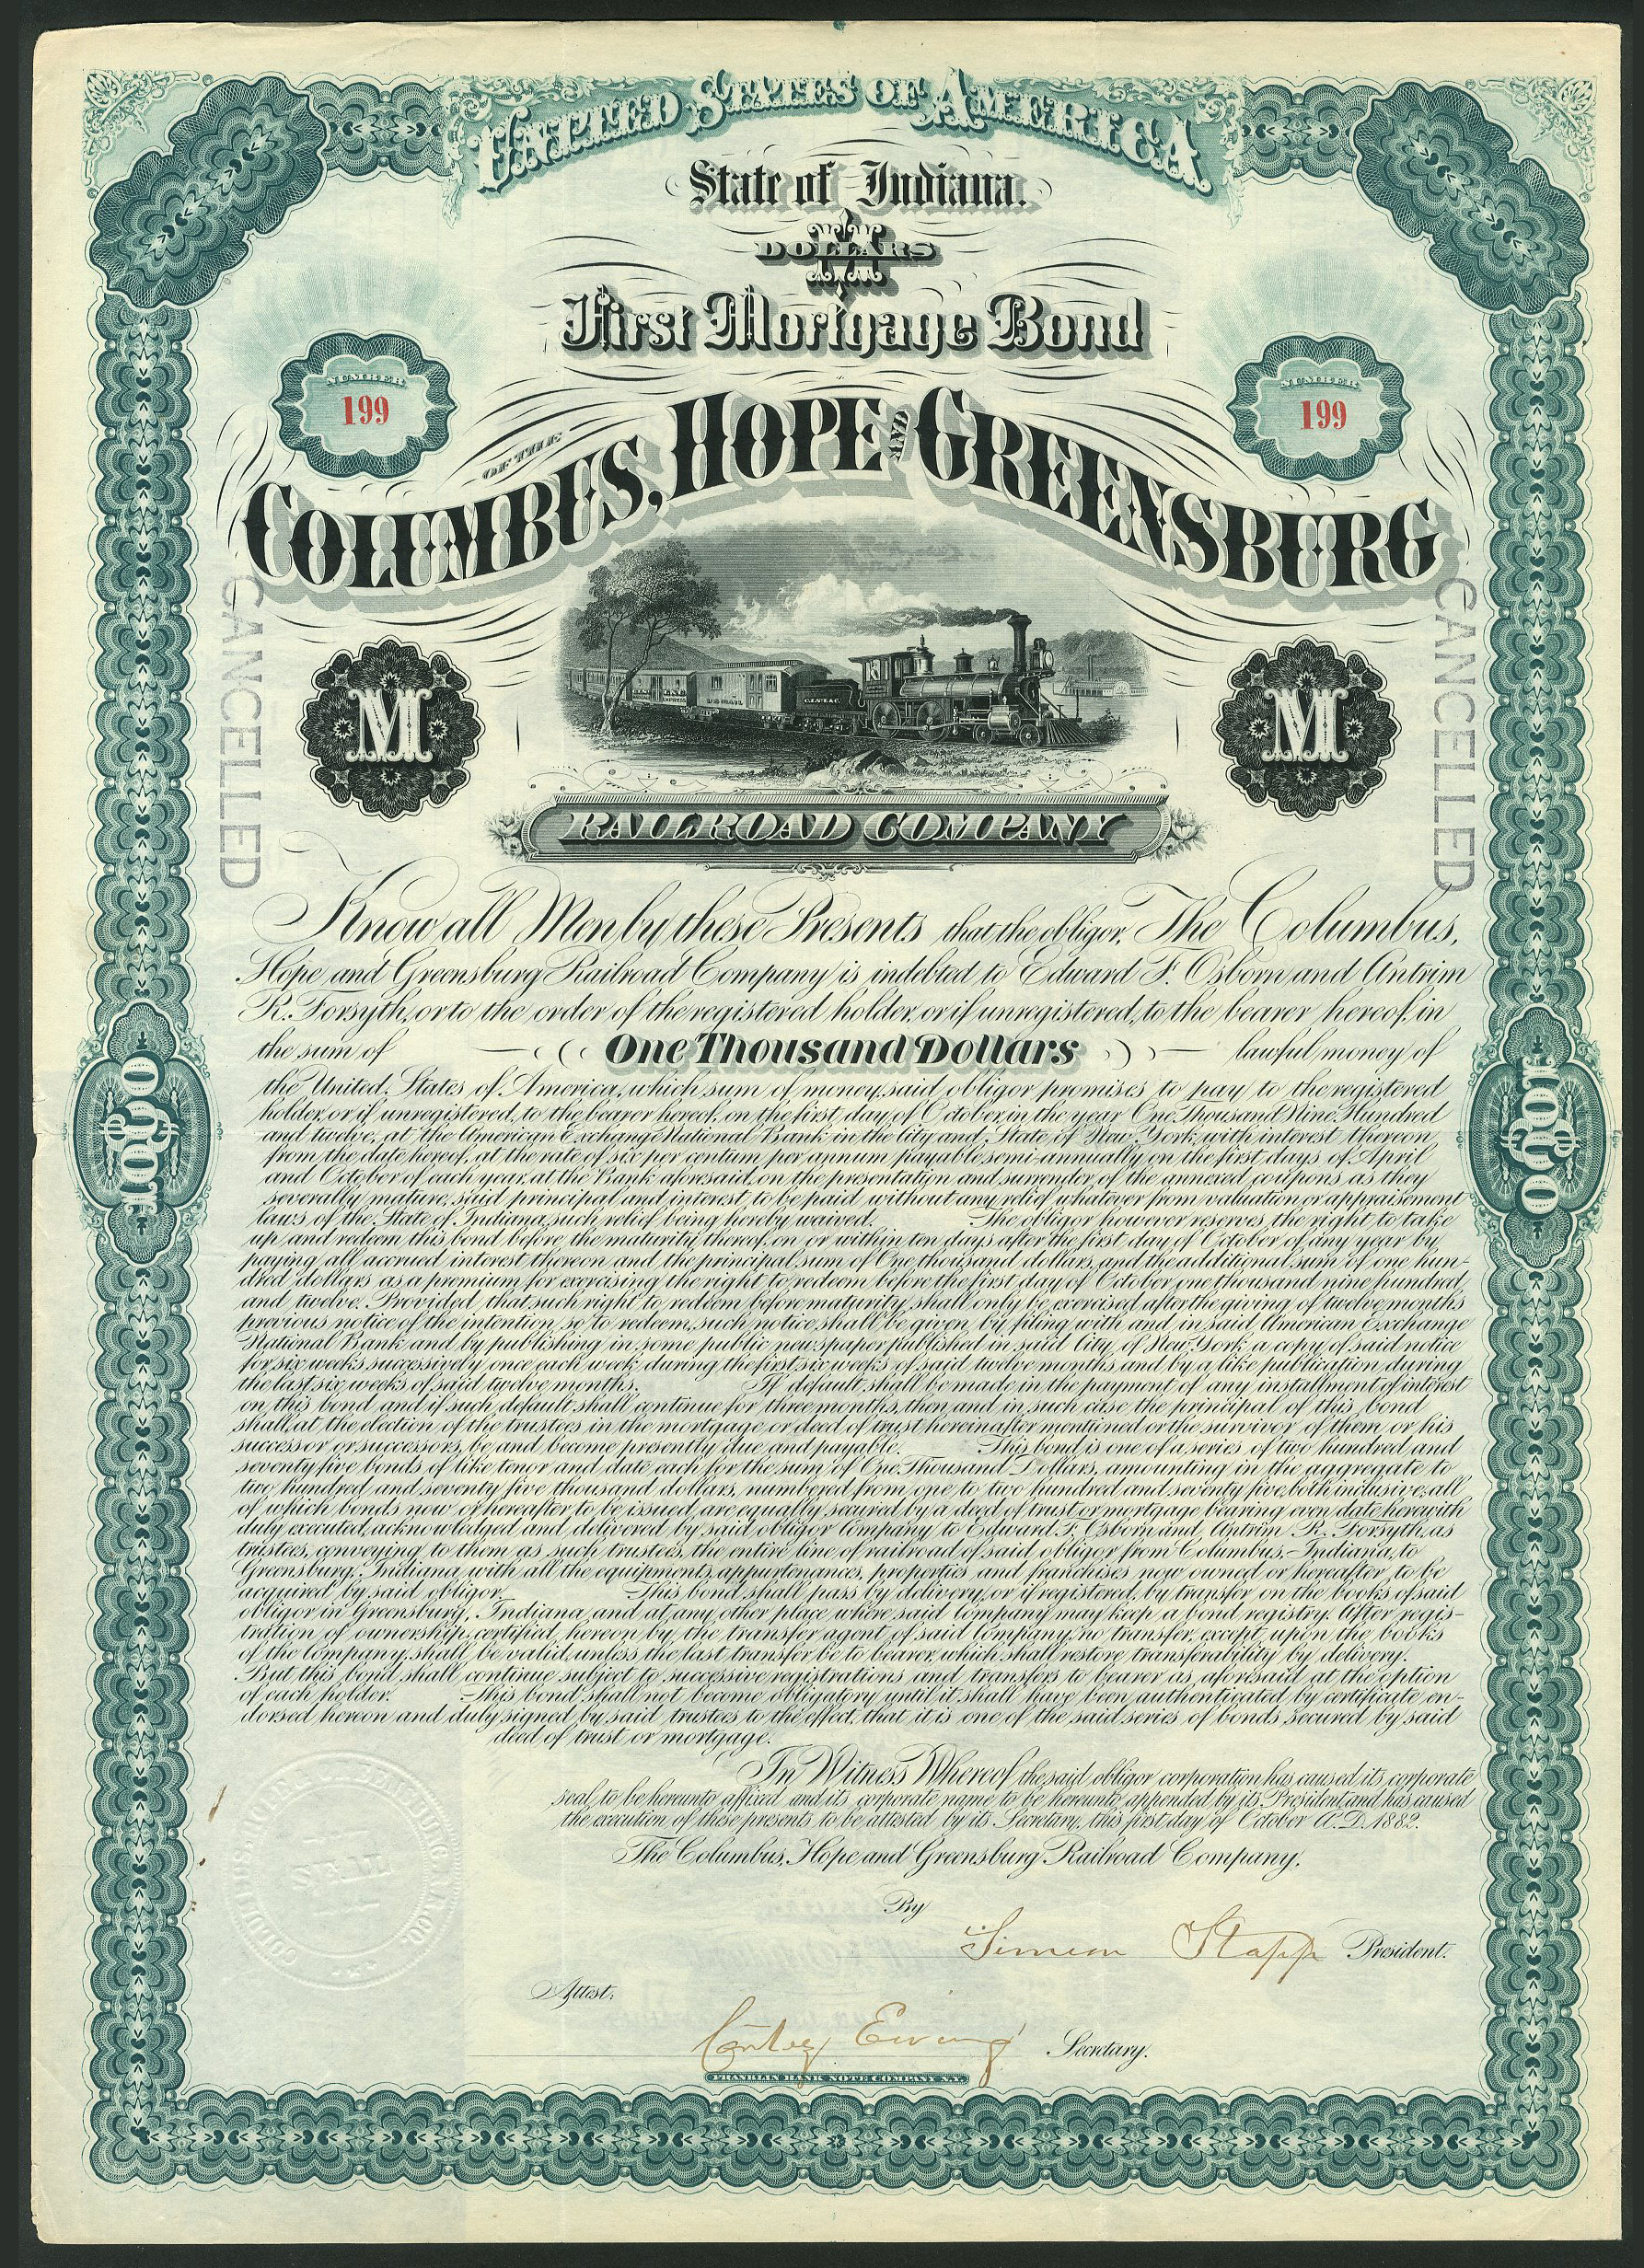 UNITED STATES OF AMERICA
State of Indiana.
M
DOLLARS
First Mortgage Bond
NUMBER
199
NUMBER
199
OF THE
COLUMBUS, HOPE AND GREENSBURG
CANCELLED
CANCELLED
M
M
U.S. MAIL
RAILROAD COMPANY
Know all Men by these Presents that the obligor, The Columbus,
Hope and Greensburg Railroad Company is indebted to Edward F. Osborn and Antrim
R. Forsyth, or to the order of the registered holder, or if unregistered, to the bearer hereof, in
the sum of One Thousand Dollars lawful money of
the United States of America, which sum of money, said obligor promises to pay to the registered
holder, or if unregistered, to the bearer hereof, on the first day of October, in the year One Thousand Nine Hundred
and twelve, at the American Exchange National Bank in the City and State of New York, with interest thereon,
from the date hereof, at the rate of six per centum per annum payable semi-annually on the first days of April
and October of each year, at the Bank aforesaid, on the presentation and surrender of the annexed coupons as they
severally mature, said principal and interest to be paid without any relief whatever from valuation or appraisement
laws of the State of Indiana, such relief being hereby waived. The obligor however reserves the right to take
up and redeem this bond before the maturity thereof, on or within ten days after the first day of October of any year by
paying all accrued interest thereon and the principal sum of One thousand dollars, and the additional sum of one hun-
dred dollars as a premium for exercising the right to redeem before the first day of October one thousand nine hundred
and twelve. Provided, that such right to redeem before maturity shall only be exercised after the giving of twelve months
previous notice of the intention so to redeem, such notice shall be given by filing with and in said American Exchange
National Bank and by publishing in some public newspaper published in said City of New York a copy of said notice
for six weeks successively once each week during the first six weeks of said twelve months and by a like publication during
the last six weeks of said twelve months. If default shall be made in the payment of any installment of interest
on this bond and if such default shall continue for three months, then and in such case the principal of this bond
shall, at the election of the trustees in the mortgage or deed of trust hereinafter mentioned or the survivor of them, or his
successor or successors, be and become presently due and payable. This bond is one of a series of two hundred and
seventy five bonds of like tenor and date each for the sum of One Thousand Dollars, amounting in the aggregate to
two hundred and seventy five thousand dollars, numbered from one to two hundred and seventy five, both inclusive, all
of which bonds now or hereafter to be issued, are equally secured by a deed of trust or mortgage bearing even date herewith
duly executed, acknowledged and delivered by said obligor Company to Edward F. Osborn and Antrim R. Forsyth, as
trustees, conveying to them as such trustees, the entire line of railroad of said obligor from Columbus, Indiana, to
Greensburg, Indiana, with all the equipments, appurtenances, properties and franchises now owned or hereafter to be
acquired by said obligor. This bond shall pass by delivery, or if registered, by transfer on the books of said
obligor in Greensburg, Indiana, and at any other place where said Company may keep a bond registry. After regis-
tration of ownership, certified hereon by the transfer agent of said Company, no transfer, except upon the books
of the Company, shall be valid, unless the last transfer be to bearer, which shall restore transferability by delivery.
But this bond shall continue subject to successive registrations and transfers to bearer as aforesaid at the option
of each holder. This bond shall not become obligatory until it shall have been authenticated by certificate en-
dorsed hereon and duly signed by said trustees to the effect that it is one of the said series of bonds secured by said
deed of trust or mortgage.
$1000
$1000
In Witness Whereof the said obligor corporation has caused its corporate
seal to be hereunto affixed and its corporate name to be hereunto appended by its President, and has caused
the execution of these presents to be attested by its Secretary, this first day of October A.D. 1882.
The Columbus, Hope and Greensburg Railroad Company.
SEAL
By
Simeon Stapp President.
Attest:
Cortez Ewing Secretary.
FRANKLIN BANK NOTE COMPANY N.Y.